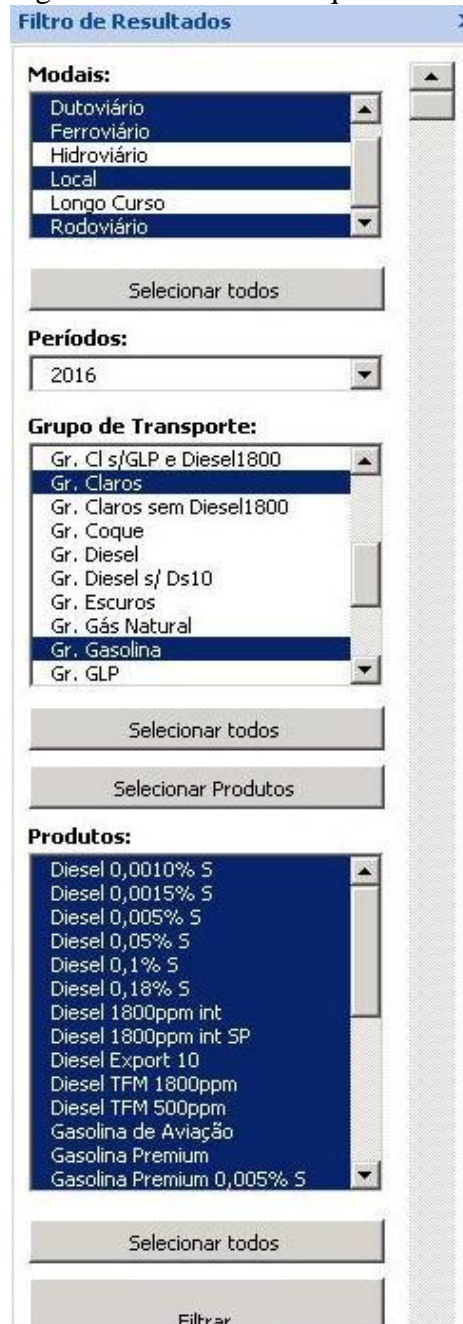 Filtro de Resultados
Modais:
Dutoviário
Ferroviário
Hidroviário
Local
Longo Curso
Rodoviário
Selecionar todos
Períodos:
2016
Grupo de Transporte:
Gr. Cl s/GLP e Diesel1800
Gr. Claros
Gr. Claros sem Diesel1800
Gr. Coque
Gr. Diesel
Gr. Diesel s/ Ds10
Gr. Escuros
Gr. Gás Natural
Gr. Gasolina
Gr. GLP
Selecionar todos
Selecionar Produtos
Produtos:
Diesel 0,0010% S
Diesel 0,0015% S
Diesel 0,005% S
Diesel 0,05% S
Diesel 0,1% S
Diesel 0,18% S
Diesel 1800ppm int
Diesel 1800ppm int SP
Diesel Export 10
Diesel TFM 1800ppm
Diesel TFM 500ppm
Gasolina de Aviação
Gasolina Premium
Gasolina Premium 0,005% S
Selecionar todos
Filtrar